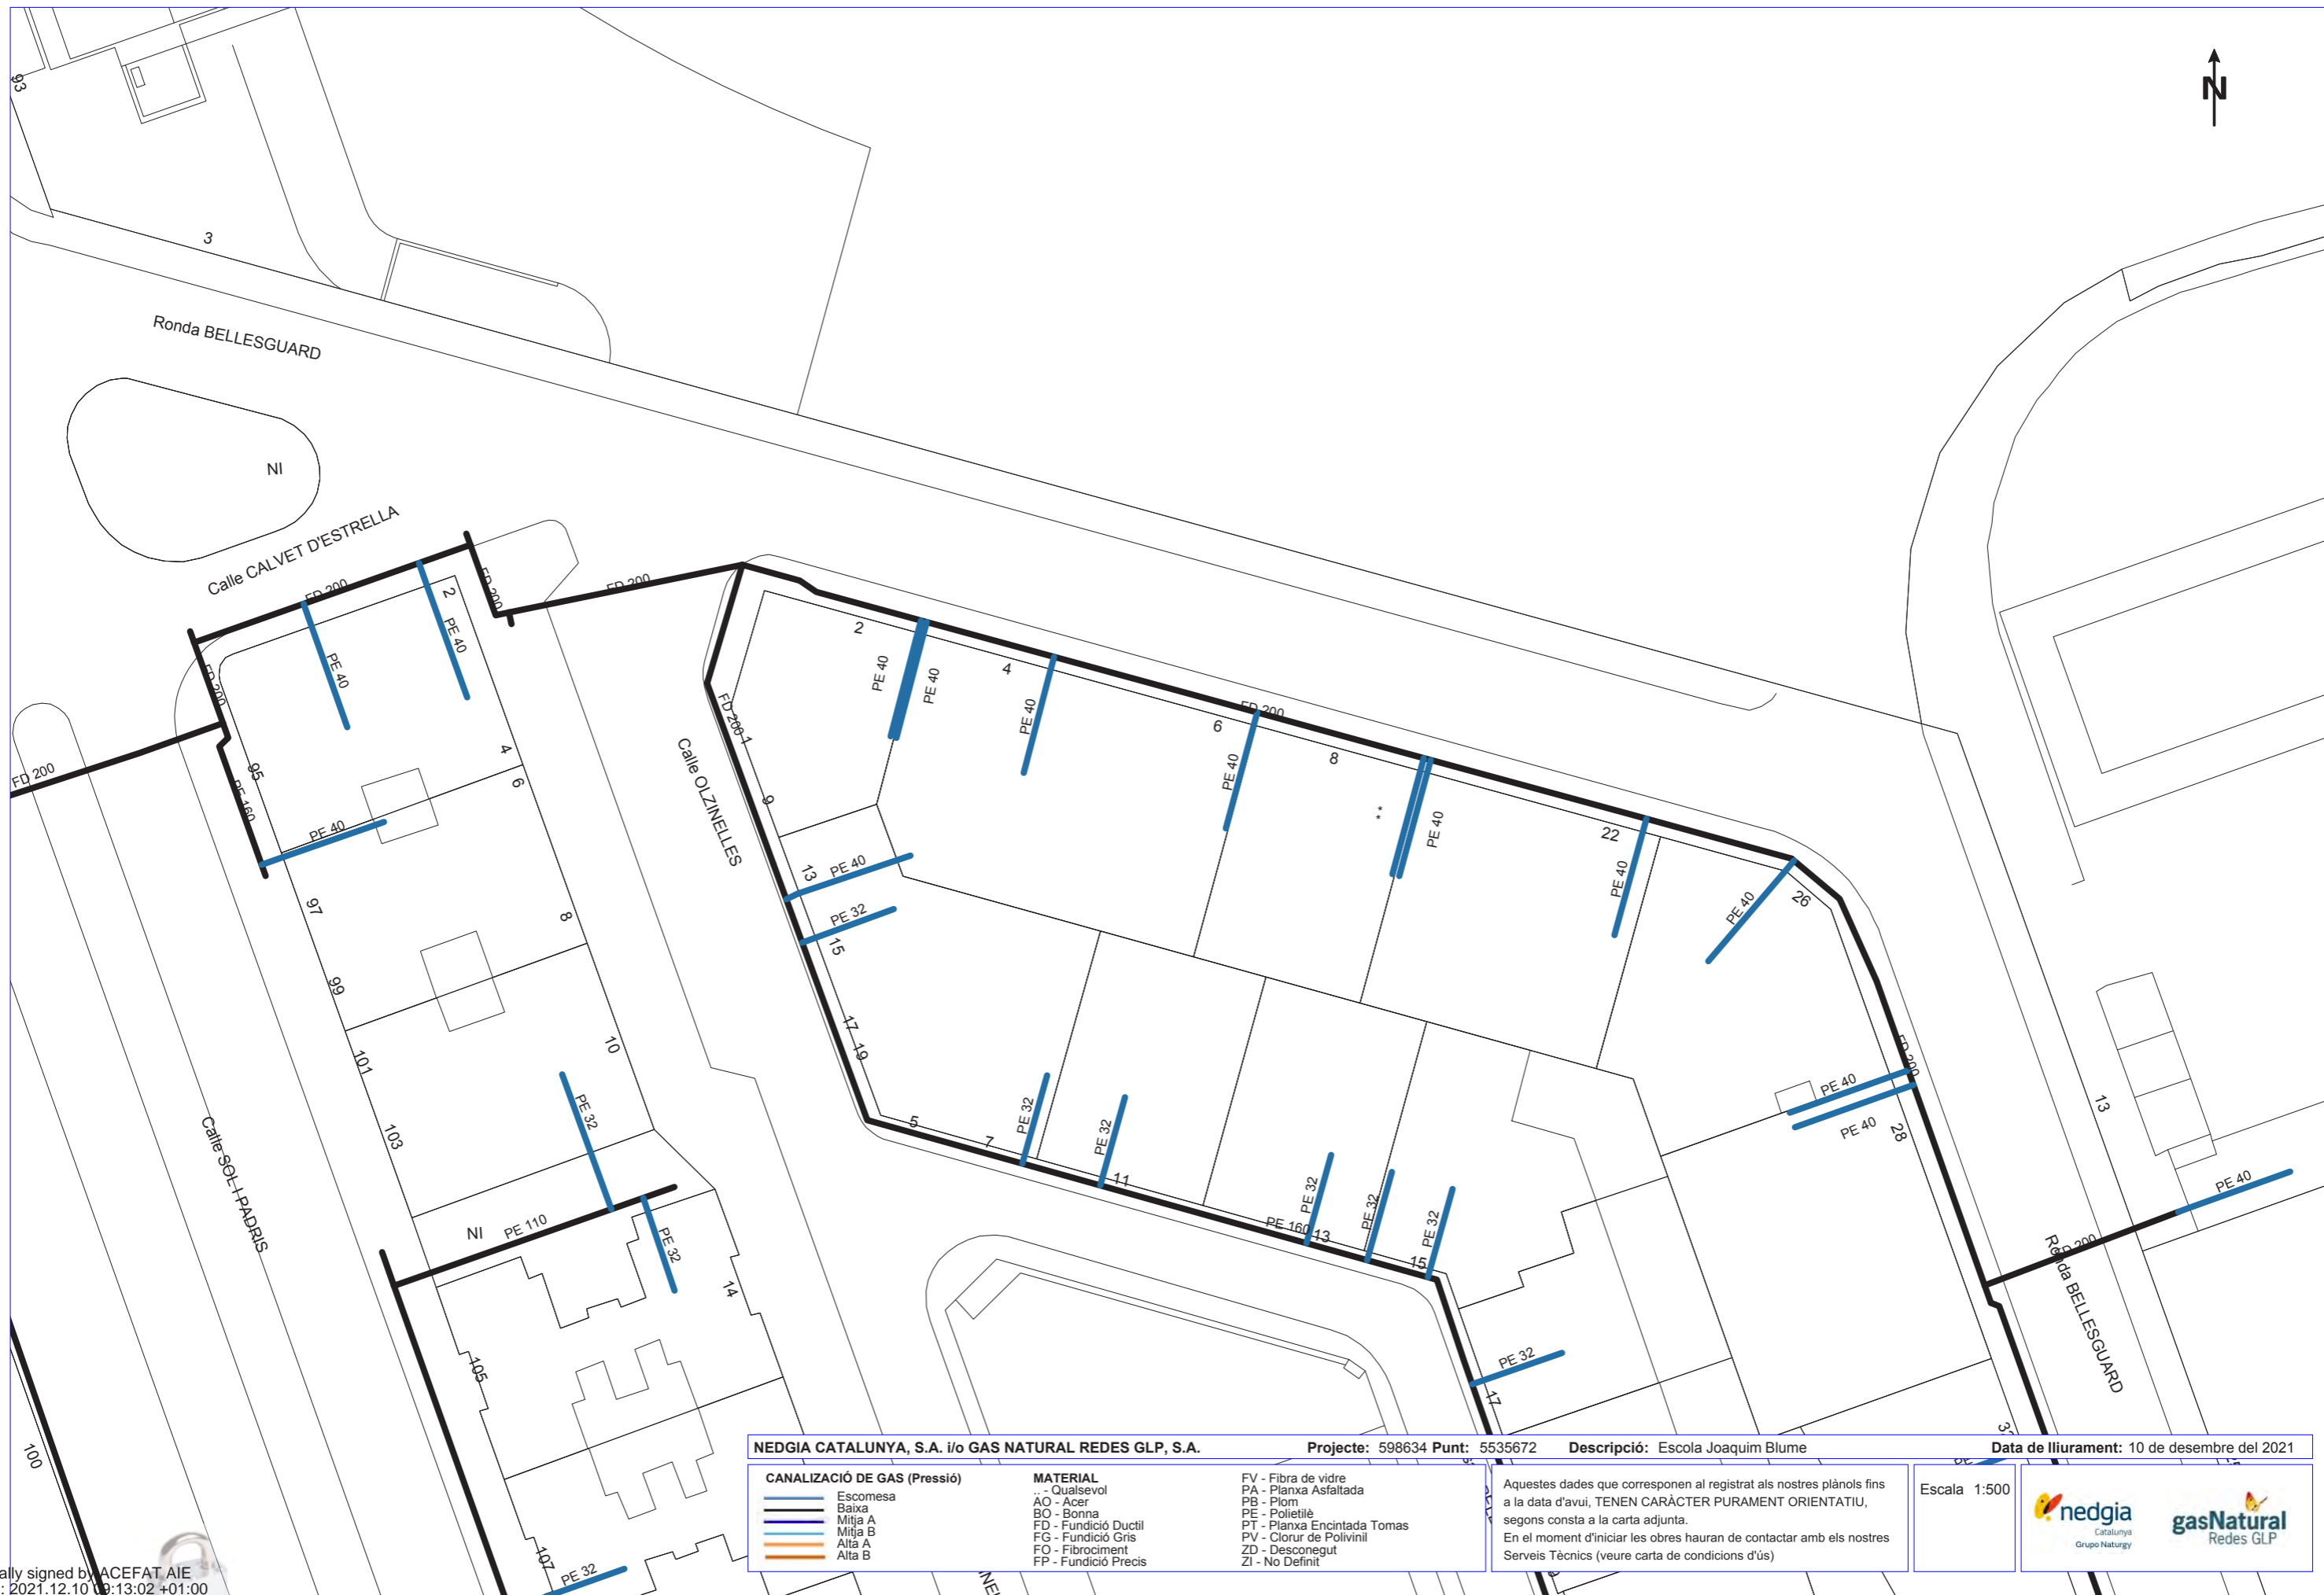 93
N
3
Ronda BELLESGUARD
NI
Calle CALVET D'ESTRELLA
FD 200
FD 200
FD 200
2
PE 40
PE 40
FD 200
FD 200
95
PE 160
PE 40
4
6
97
8
99
10
101
103
PE 32
Calle SOL I PADRIS
NI
PE 110
PE 32
14
105
107
PE 32
100
Calle OLZINELLES
FD 200
1
9
13
PE 40
PE 32
15
17
19
2
PE 40
PE 40
4
PE 40
6
FD 200
PE 40
8
* *
PE 40
22
PE 40
PE 40
26
FD 200
PE 40
PE 40
28
13
PE 40
200
Ronda BELLESGUARD
5
7
PE 32
PE 32
11
PE 160
13
PE 32
PE 32
15
PE 32
PE 32
17
NEDGIA CATALUNYA, S.A. i/o GAS NATURAL REDES GLP, S.A. Projecte: 598634 Punt: 5535672 Descripció: Escola Joaquim Blume Data de lliurament: 10 de desembre del 2021
CANALIZACIÓ DE GAS (Pressió)
Escomesa
Baixa
Mitja A
Mitja B
Alta A
Alta B
MATERIAL
.. - Qualsevol
AO - Acer
BO - Bonna
FD - Fundició Ductil
FG - Fundició Gris
FO - Fibrociment
FP - Fundició Precis
FV - Fibra de vidre
PA - Planxa Asfaltada
PB - Plom
PE - Polietilè
PT - Planxa Encintada Tomas
PV - Clorur de Polivinil
ZD - Desconegut
ZI - No Definit
Aquestes dades que corresponen al registrat als nostres plànols fins
a la data d'avui, TENEN CARÀCTER PURAMENT ORIENTATIU,
segons consta a la carta adjunta.
En el moment d'iniciar les obres hauran de contactar amb els nostres
Serveis Tècnics (veure carta de condicions d'ús)
Escala 1:500
nedgia
Catalunya
Grupo Naturgy
gasNatural
Redes GLP
ally signed by ACEFAT AIE
: 2021.12.10 09:13:02 +01:00